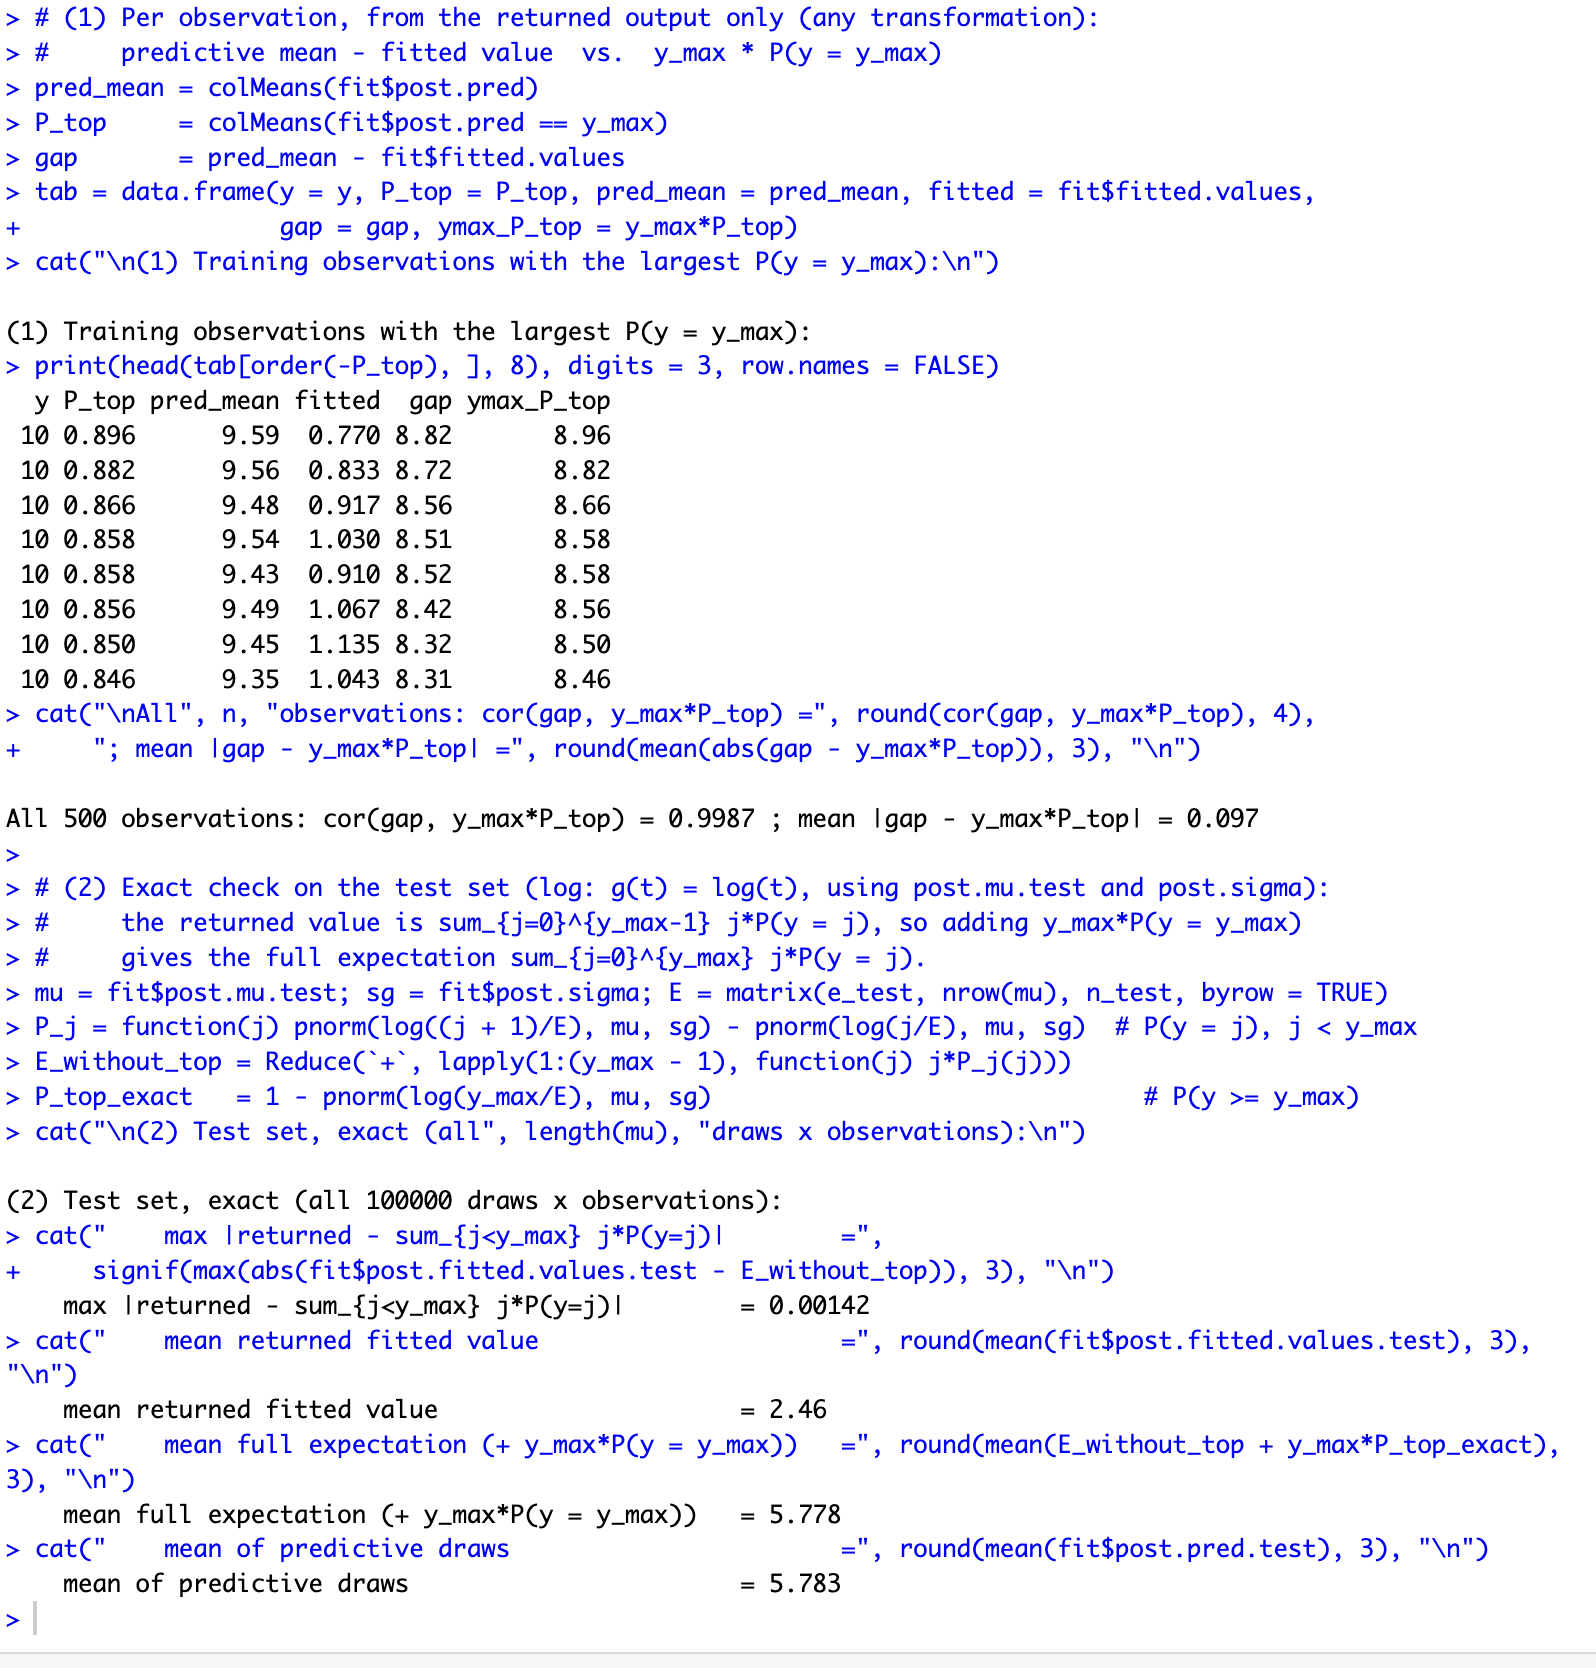 > # (1) Per observation, from the returned output only (any transformation):
> #     predictive mean - fitted value  vs.  y_max * P(y = y_max)
> pred_mean = colMeans(fit$post.pred)
> P_top     = colMeans(fit$post.pred == y_max)
> gap       = pred_mean - fit$fitted.values
> tab = data.frame(y = y, P_top = P_top, pred_mean = pred_mean, fitted = fit$fitted.values,
+                  gap = gap, ymax_P_top = y_max*P_top)
> cat("\n(1) Training observations with the largest P(y = y_max):\n")

(1) Training observations with the largest P(y = y_max):
> print(head(tab[order(-P_top), ], 8), digits = 3, row.names = FALSE)
  y P_top pred_mean fitted  gap ymax_P_top
 10 0.896      9.59  0.770 8.82       8.96
 10 0.882      9.56  0.833 8.72       8.82
 10 0.866      9.48  0.917 8.56       8.66
 10 0.858      9.54  1.030 8.51       8.58
 10 0.858      9.43  0.910 8.52       8.58
 10 0.856      9.49  1.067 8.42       8.56
 10 0.850      9.45  1.135 8.32       8.50
 10 0.846      9.35  1.043 8.31       8.46
> cat("\nAll", n, "observations: cor(gap, y_max*P_top) =", round(cor(gap, y_max*P_top), 4),
+     "; mean |gap - y_max*P_top| =", round(mean(abs(gap - y_max*P_top)), 3), "\n")

All 500 observations: cor(gap, y_max*P_top) = 0.9987 ; mean |gap - y_max*P_top| = 0.097
>
> # (2) Exact check on the test set (log: g(t) = log(t), using post.mu.test and post.sigma):
> #     the returned value is sum_{j=0}^{y_max-1} j*P(y = j), so adding y_max*P(y = y_max)
> #     gives the full expectation sum_{j=0}^{y_max} j*P(y = j).
> mu = fit$post.mu.test; sg = fit$post.sigma; E = matrix(e_test, nrow(mu), n_test, byrow = TRUE)
> P_j = function(j) pnorm(log((j + 1)/E), mu, sg) - pnorm(log(j/E), mu, sg)  # P(y = j), j < y_max
> E_without_top = Reduce(`+`, lapply(1:(y_max - 1), function(j) j*P_j(j)))
> P_top_exact   = 1 - pnorm(log(y_max/E), mu, sg)                              # P(y >= y_max)
> cat("\n(2) Test set, exact (all", length(mu), "draws x observations):\n")

(2) Test set, exact (all 100000 draws x observations):
> cat("    max |returned - sum_{j<y_max} j*P(y=j)|        =",
+     signif(max(abs(fit$post.fitted.values.test - E_without_top)), 3), "\n")
    max |returned - sum_{j<y_max} j*P(y=j)|        = 0.00142
> cat("    mean returned fitted value                     =", round(mean(fit$post.fitted.values.test), 3),
"\n")
    mean returned fitted value                     = 2.46
> cat("    mean full expectation (+ y_max*P(y = y_max))   =", round(mean(E_without_top + y_max*P_top_exact),
3), "\n")
    mean full expectation (+ y_max*P(y = y_max))   = 5.778
> cat("    mean of predictive draws                       =", round(mean(fit$post.pred.test), 3), "\n")
    mean of predictive draws                       = 5.783
>